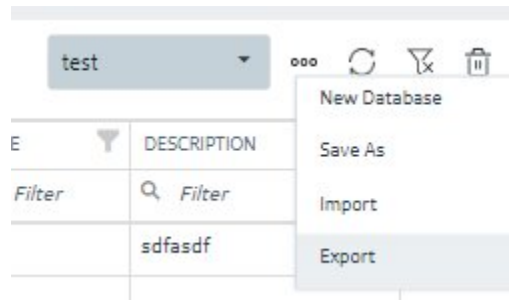 test
New Database
Save As
Import
Export
E
DESCRIPTION
Filter
Filter
sdfasdf